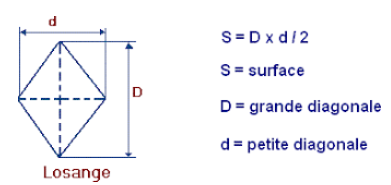 d
D
Losange
S = D x d / 2
S = surface
D = grande diagonale
d = petite diagonale